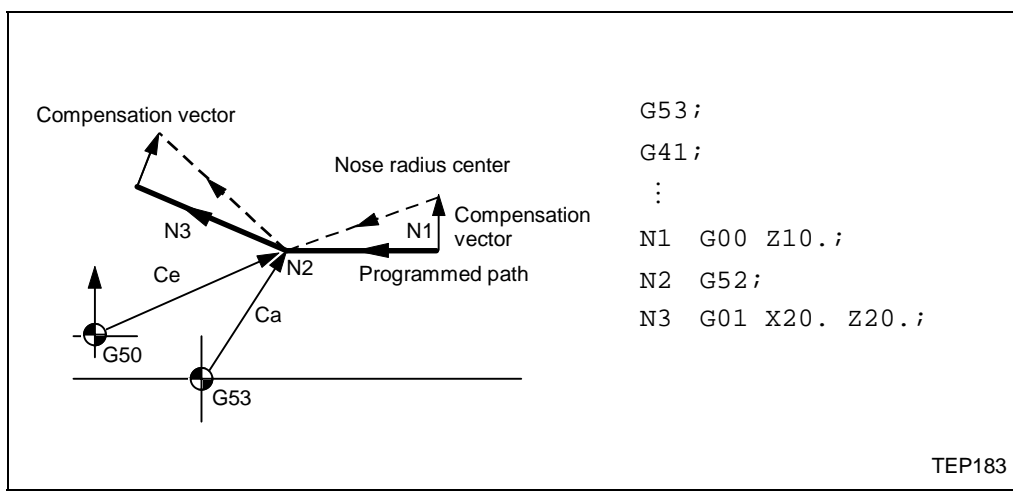 Compensation vector
Nose radius center
N1
Compensation
vector
N3
N2
Programmed path
Ce
Ca
G50
G53
G53;
G41;
⋮
N1 G00 Z10.;
N2 G52;
N3 G01 X20. Z20.;
TEP183